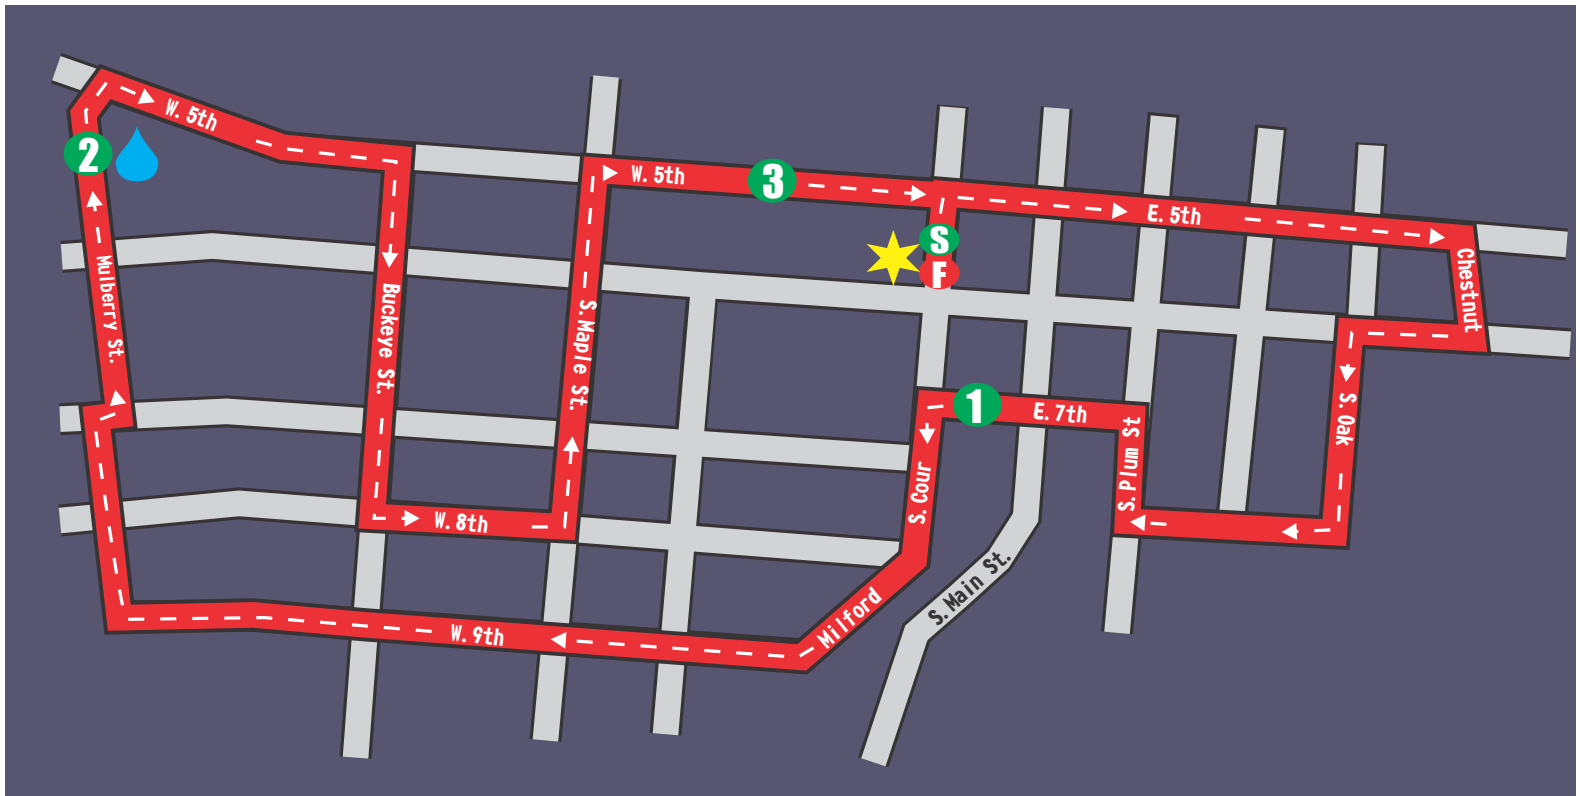 2
W. 5th
W. 5th
3
E. 5th
S
F
Mulberry St.
Buckeye St.
S. Maple St.
Chestnut
1
E. 7th
S. Oak
S. Plum St
S. Cour
W. 8th
S. Main St.
Milford
W. 9th